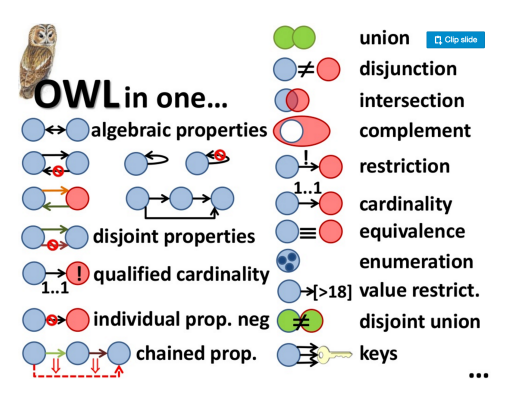 OWL in one...
algebraic properties
disjoint properties
1..1
!
qualified cardinality
individual prop. neg
chained prop.
union
Clip slide
≠
disjunction
intersection
complement
!
restriction
1..1
cardinality
≡
equivalence
enumeration
[>18] value restrict.
≠
disjoint union
keys
...